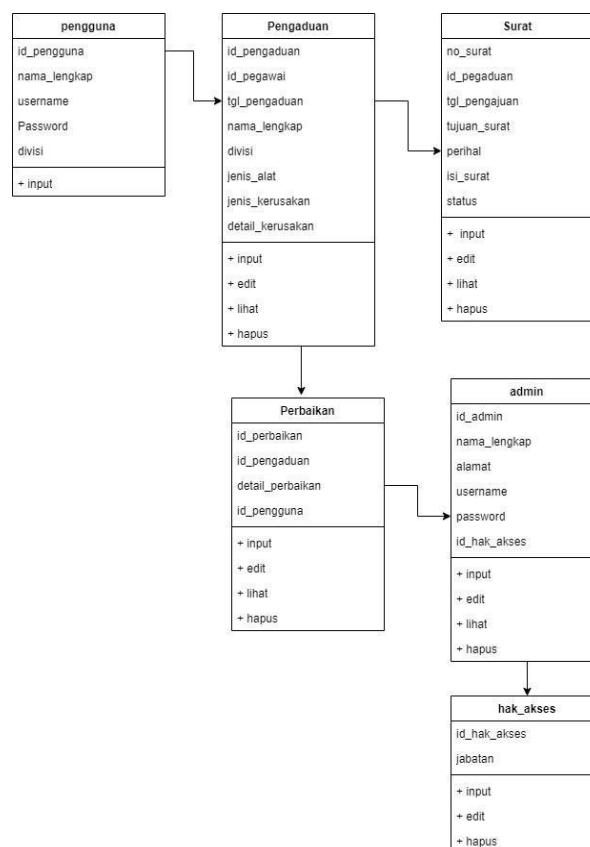 pengguna
id_pengguna
nama_lengkap
username
Password
divisi
+ input
Pengaduan
id_pengaduan
id_pegawai
tgl_pengaduan
nama_lengkap
divisi
jenis_alat
jenis_kerusakan
detail_kerusakan
+ input
+ edit
+ lihat
+ hapus
Surat
no_surat
id_pegaduan
tgl_pengajuan
tujuan_surat
perihal
isi_surat
status
+ input
+ edit
+ lihat
+ hapus
Perbaikan
id_perbaikan
id_pengaduan
detail_perbaikan
id_pengguna
+ input
+ edit
+ lihat
+ hapus
admin
id_admin
nama_lengkap
alamat
username
password
id_hak_akses
+ input
+ edit
+ lihat
+ hapus
hak_akses
id_hak_akses
jabatan
+ input
+ edit
+ hapus